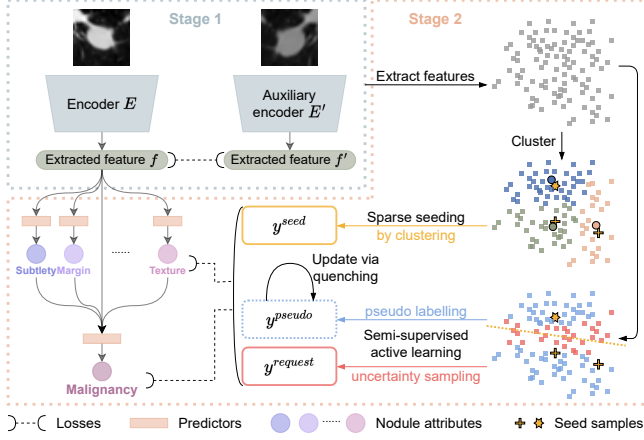 Stage 1
Stage 2
Encoder E
Auxiliary
encoder E′
Extract features
Extracted feature f
Extracted feature f′
Cluster
Subtlety
Margin
Texture
Malignancy
y^seed
Sparse seeding
by clustering
Update via
quenching
y^pseudo
pseudo labelling
Semi-supervised
active learning
y^request
uncertainty sampling
Losses
Predictors
Nodule attributes
Seed samples